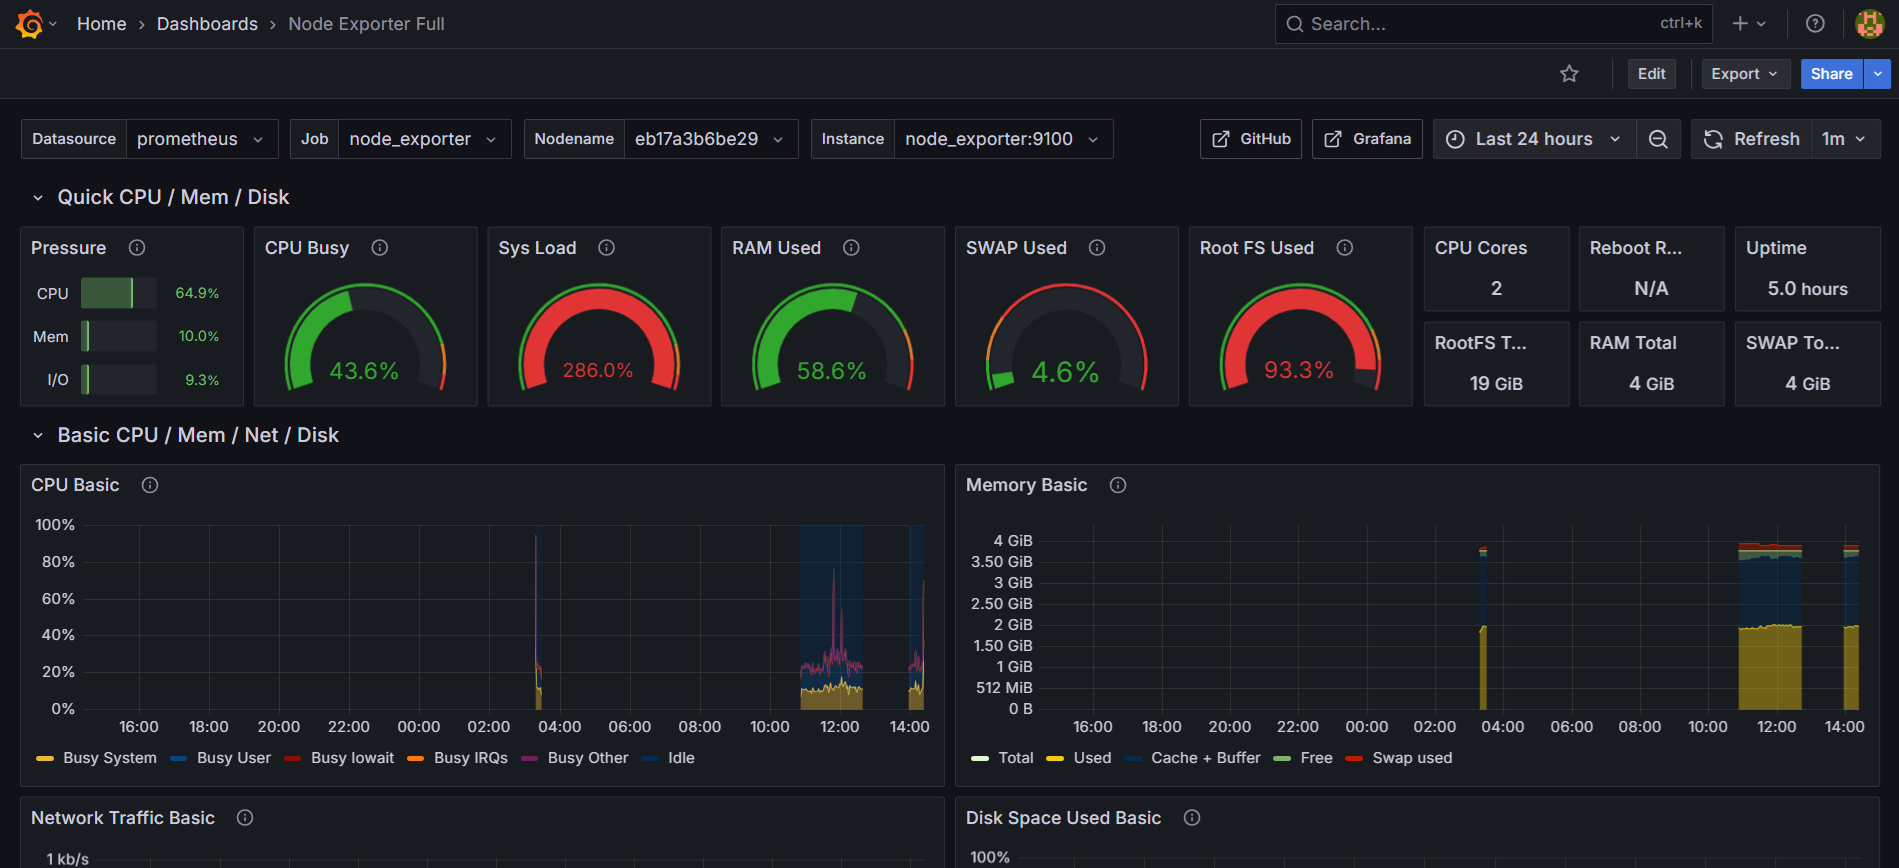 Home › Dashboards › Node Exporter Full
Search...
ctrl+k
Edit
Export
Share
Datasource prometheus
Job node_exporter
Nodename eb17a3b6be29
Instance node_exporter:9100
GitHub
Grafana
Last 24 hours
Refresh 1m
Quick CPU / Mem / Disk
Pressure
CPU 64.9%
Mem 10.0%
I/O 9.3%
CPU Busy
43.6%
Sys Load
286.0%
RAM Used
58.6%
SWAP Used
4.6%
Root FS Used
93.3%
CPU Cores
2
Reboot R...
N/A
Uptime
5.0 hours
RootFS T...
19 GiB
RAM Total
4 GiB
SWAP To...
4 GiB
Basic CPU / Mem / Net / Disk
CPU Basic
100%
80%
60%
40%
20%
0%
16:00 18:00 20:00 22:00 00:00 02:00 04:00 06:00 08:00 10:00 12:00 14:00
Busy System Busy User Busy Iowait Busy IRQs Busy Other Idle
Memory Basic
4 GiB
3.50 GiB
3 GiB
2.50 GiB
2 GiB
1.50 GiB
1 GiB
512 MiB
0 B
16:00 18:00 20:00 22:00 00:00 02:00 04:00 06:00 08:00 10:00 12:00 14:00
Total Used Cache + Buffer Free Swap used
Network Traffic Basic
1 kb/s
Disk Space Used Basic
100%